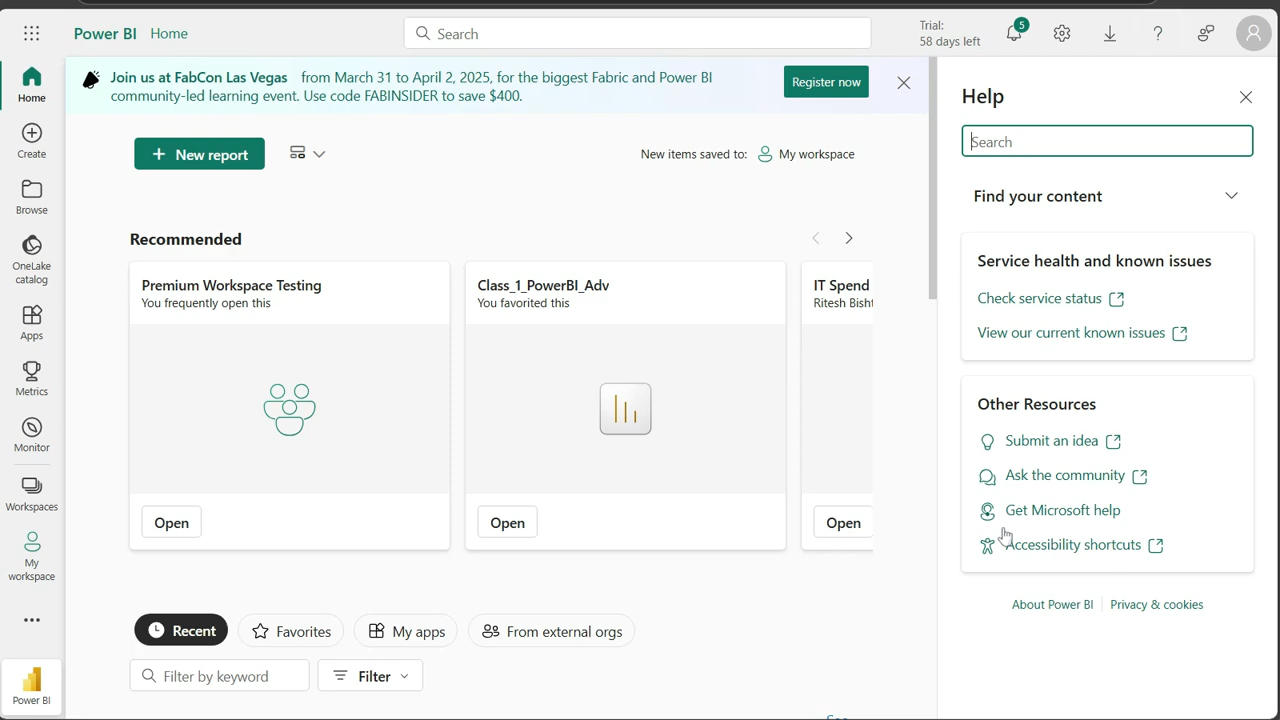 Power BI Home
Search
Trial:
58 days left
5
Home
Create
Browse
OneLake
catalog
Apps
Metrics
Monitor
Workspaces
My
workspace
Power BI
Join us at FabCon Las Vegas from March 31 to April 2, 2025, for the biggest Fabric and Power BI
community-led learning event. Use code FABINSIDER to save $400.
Register now
New report
New items saved to: My workspace
Recommended
Premium Workspace Testing
You frequently open this
Open
Class_1_PowerBI_Adv
You favorited this
Open
IT Spend
Ritesh Bisht
Open
Recent
Favorites
My apps
From external orgs
Filter by keyword
Filter
Help
Search
Find your content
Service health and known issues
Check service status
View our current known issues
Other Resources
Submit an idea
Ask the community
Get Microsoft help
Accessibility shortcuts
About Power BI
Privacy & cookies